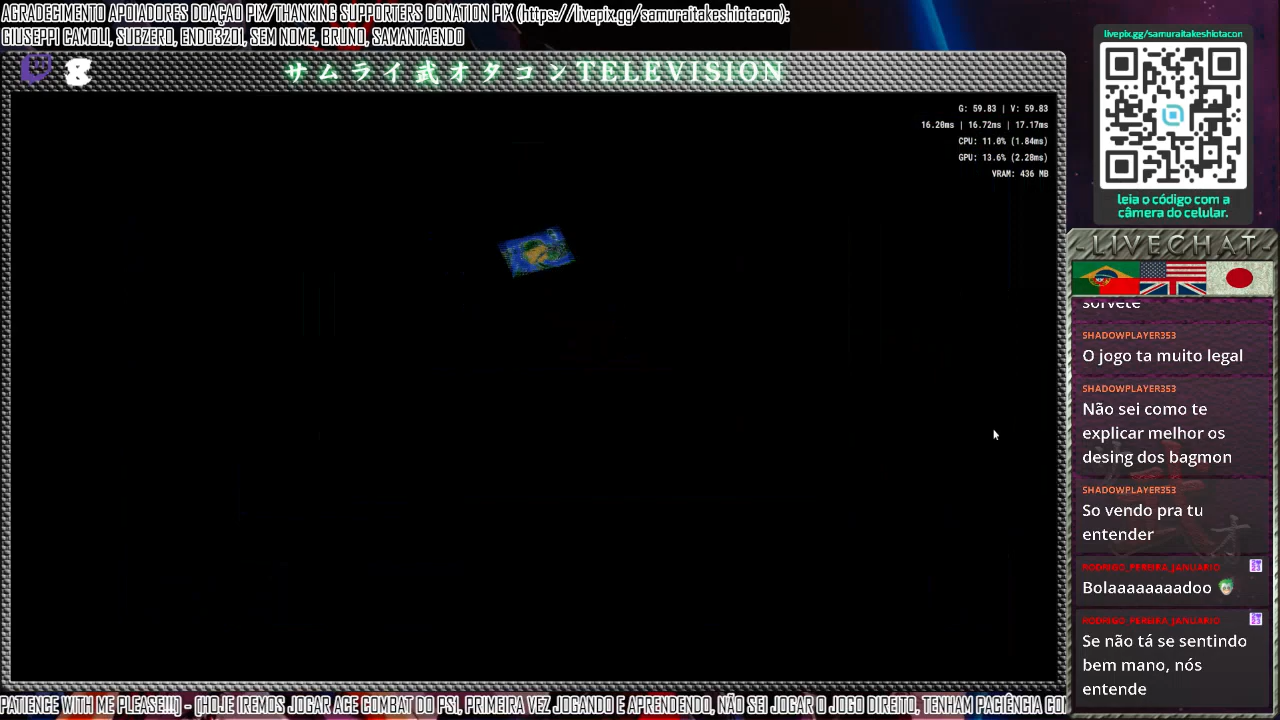 AGRADECIMENTO APOIADORES DOAÇAO PIX/THANKING SUPPORTERS DONATION PIX (https://livepix.gg/samuraitakeshiotacon):
GIUSEPPI CAMOLI, SUBZERO, ENDO3201, SEM NOME, BRUNO, SAMANTAENDO
サムライ武オタコンTELEVISION
G: 59.83 | V: 59.83
16.20ms | 16.72ms | 17.17ms
CPU: 11.0% (1.84ms)
GPU: 13.6% (2.28ms)
VRAM: 436 MB
livepix.gg/samuraitakeshiotacon
leia o código com a
câmera do celular.
-LIVECHAT-
sorvete
SHADOWPLAYER353
O jogo ta muito legal
SHADOWPLAYER353
Não sei como te
explicar melhor os
desing dos bagmon
SHADOWPLAYER353
So vendo pra tu
entender
RODRIGO_PEREIRA_JANUARIO
Bolaaaaaaaadoo
RODRIGO_PEREIRA_JANUARIO
Se não tá se sentindo
bem mano, nós
entende
PATIENCE WITH ME PLEASE!!!) - (HOJE IREMOS JOGAR ACE COMBAT DO PS1, PRIMEIRA VEZ JOGANDO E APRENDENDO, NÃO SEI JOGAR O JOGO DIREITO, TENHAM PACIÊNCIA CO